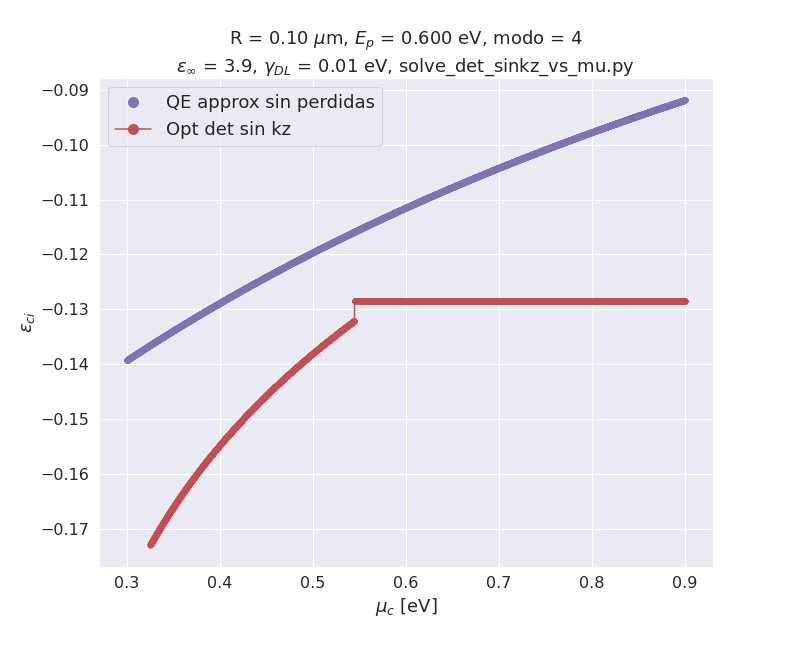 R = 0.10 μm, E_p = 0.600 eV, modo = 4
ε_∞ = 3.9, γ_DL = 0.01 eV, solve_det_sinkz_vs_mu.py
QE approx sin perdidas
Opt det sin kz
−0.09
−0.10
−0.11
−0.12
−0.13
−0.14
−0.15
−0.16
−0.17
ε_ci
0.3 0.4 0.5 0.6 0.7 0.8 0.9
μ_c [eV]